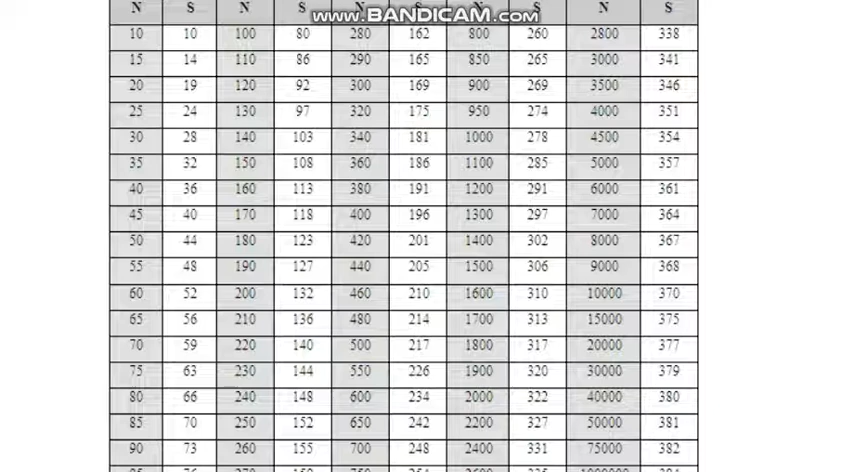 N S N S N S N S N S
www.BANDICAM.com
10 10 100 80 280 162 800 260 2800 338
15 14 110 86 290 165 850 265 3000 341
20 19 120 92 300 169 900 269 3500 346
25 24 130 97 320 175 950 274 4000 351
30 28 140 103 340 181 1000 278 4500 354
35 32 150 108 360 186 1100 285 5000 357
40 36 160 113 380 191 1200 291 6000 361
45 40 170 118 400 196 1300 297 7000 364
50 44 180 123 420 201 1400 302 8000 367
55 48 190 127 440 205 1500 306 9000 368
60 52 200 132 460 210 1600 310 10000 370
65 56 210 136 480 214 1700 313 15000 375
70 59 220 140 500 217 1800 317 20000 377
75 63 230 144 550 226 1900 320 30000 379
80 66 240 148 600 234 2000 322 40000 380
85 70 250 152 650 242 2200 327 50000 381
90 73 260 155 700 248 2400 331 75000 382